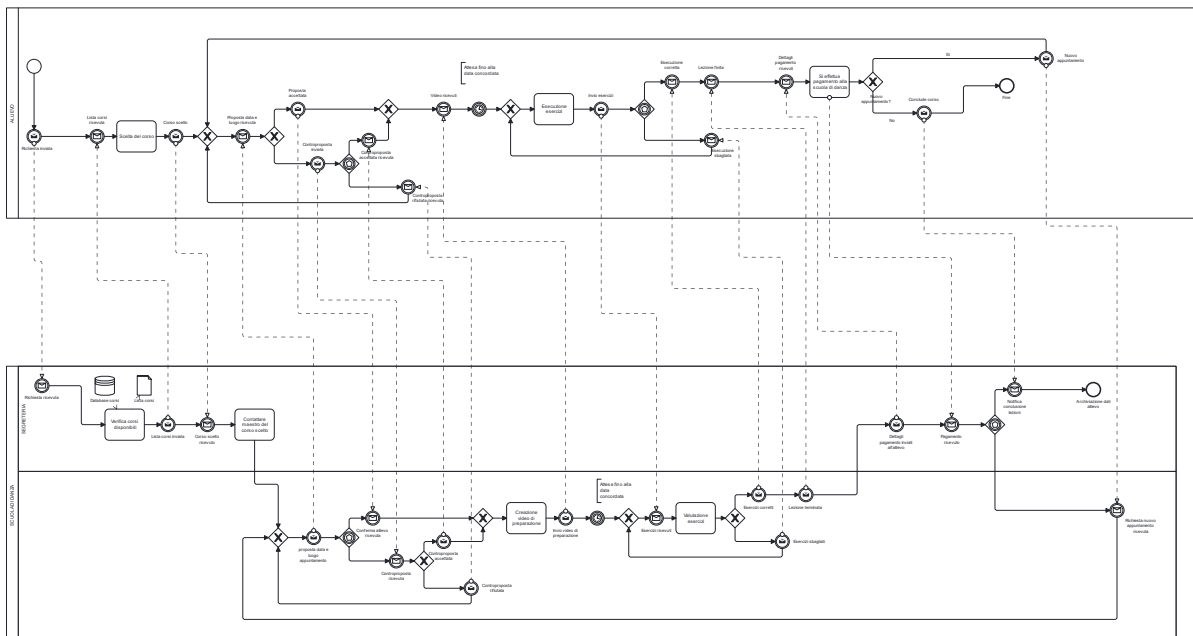 ALLIEVO
Richiesta inviata
Lista corsi
ricevuta
Scelta del corso
Corso scelto
Proposta data e
luogo ricevuta
Proposta
accettata
Controproposta
inviata
Controproposta
accettata ricevuta
Controproposta
rifiutata ricevuta
Video ricevuti
Attesa fino alla
data concordata
Esecuzione
esercizi
Invio esercizi
Esecuzione
corretta
Lezione finita
Esecuzione
sbagliata
Dettagli
pagamento
ricevuti
Si effettua
pagamento alla
scuola di danza
Nuovo
appuntamento?
Si
No
Conclude corso
Fine
Nuovo
appuntamento
SCUOLA DI DANZA
SEGRETERIA
Richiesta ricevuta
Database corsi
Lista corsi
Verifica corsi
disponibili
Lista corsi inviata
Corso scelto
ricevuto
Contattare
maestro del
corso scelto
Dettagli
pagamento inviati
all'allievo
Pagamento
ricevuto
Notifica
conclusione
lezioni
Archiviazione dati
allievo
proposta data e
luogo
appuntamento
Conferma allievo
ricevuta
Controproposta
ricevuta
Controproposta
accettata
Controproposta
rifiutata
Creazione
video di
preparazione
Invio video di
preparazione
Attesa fino alla
data
concordata
Esercizi ricevuti
Valutazione
esercizi
Esercizi corretti
Lezione terminata
Esercizi sbagliati
Richiesta nuovo
appuntamento
ricevuta